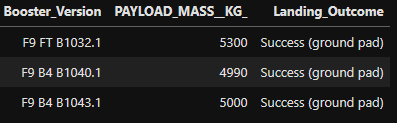 Booster_Version PAYLOAD_MASS__KG_ Landing_Outcome
F9 FT B1032.1 5300 Success (ground pad)
F9 B4 B1040.1 4990 Success (ground pad)
F9 B4 B1043.1 5000 Success (ground pad)